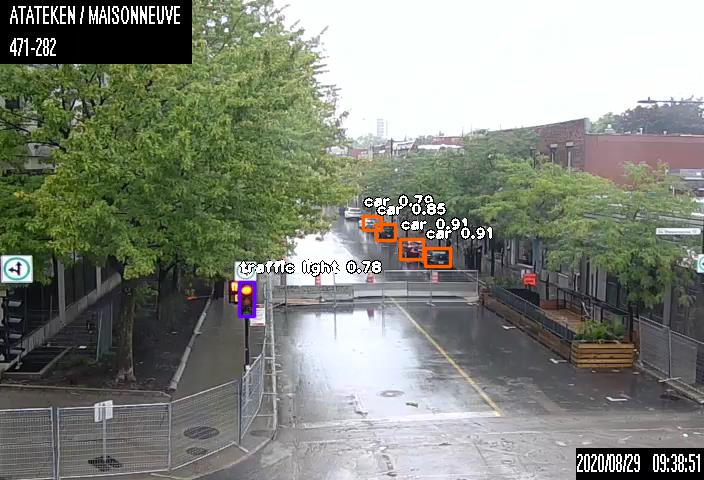 ATATEKEN / MAISONNEUVE
471-282
car 0.79
car 0.85
car 0.91
car 0.91
traffic light 0.78
2020/08/29 09:38:51